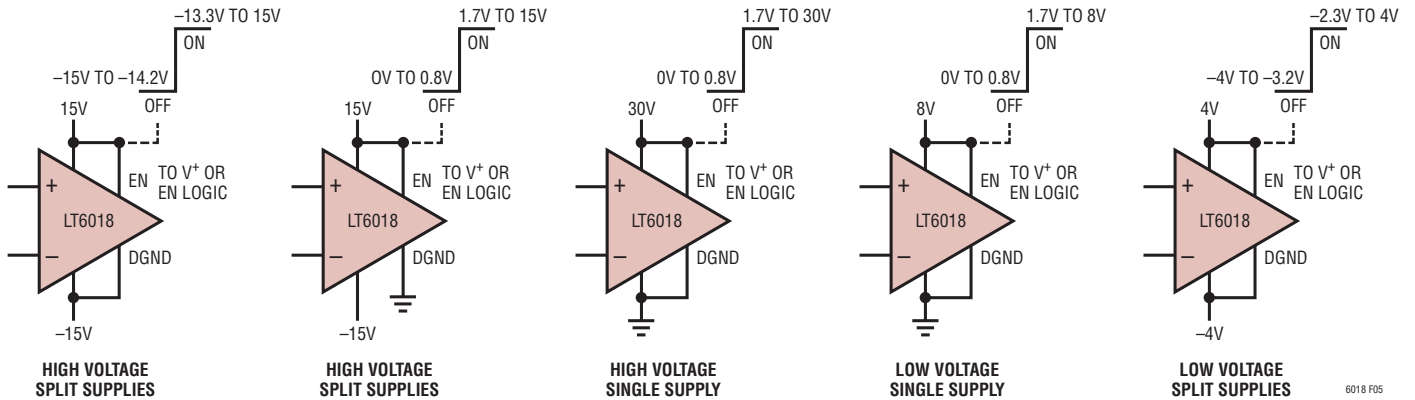 –13.3V TO 15V
ON
–15V TO –14.2V
OFF
15V
+
EN
TO V+ OR
EN LOGIC
LT6018
–
DGND
–15V
HIGH VOLTAGE
SPLIT SUPPLIES
1.7V TO 15V
ON
0V TO 0.8V
OFF
15V
+
EN
TO V+ OR
EN LOGIC
LT6018
–
DGND
–15V
HIGH VOLTAGE
SPLIT SUPPLIES
1.7V TO 30V
ON
0V TO 0.8V
OFF
30V
+
EN
TO V+ OR
EN LOGIC
LT6018
–
DGND
HIGH VOLTAGE
SINGLE SUPPLY
1.7V TO 8V
ON
0V TO 0.8V
OFF
8V
+
EN
TO V+ OR
EN LOGIC
LT6018
–
DGND
LOW VOLTAGE
SINGLE SUPPLY
–2.3V TO 4V
ON
–4V TO –3.2V
OFF
4V
+
EN
TO V+ OR
EN LOGIC
LT6018
–
DGND
–4V
LOW VOLTAGE
SPLIT SUPPLIES
6018 F05